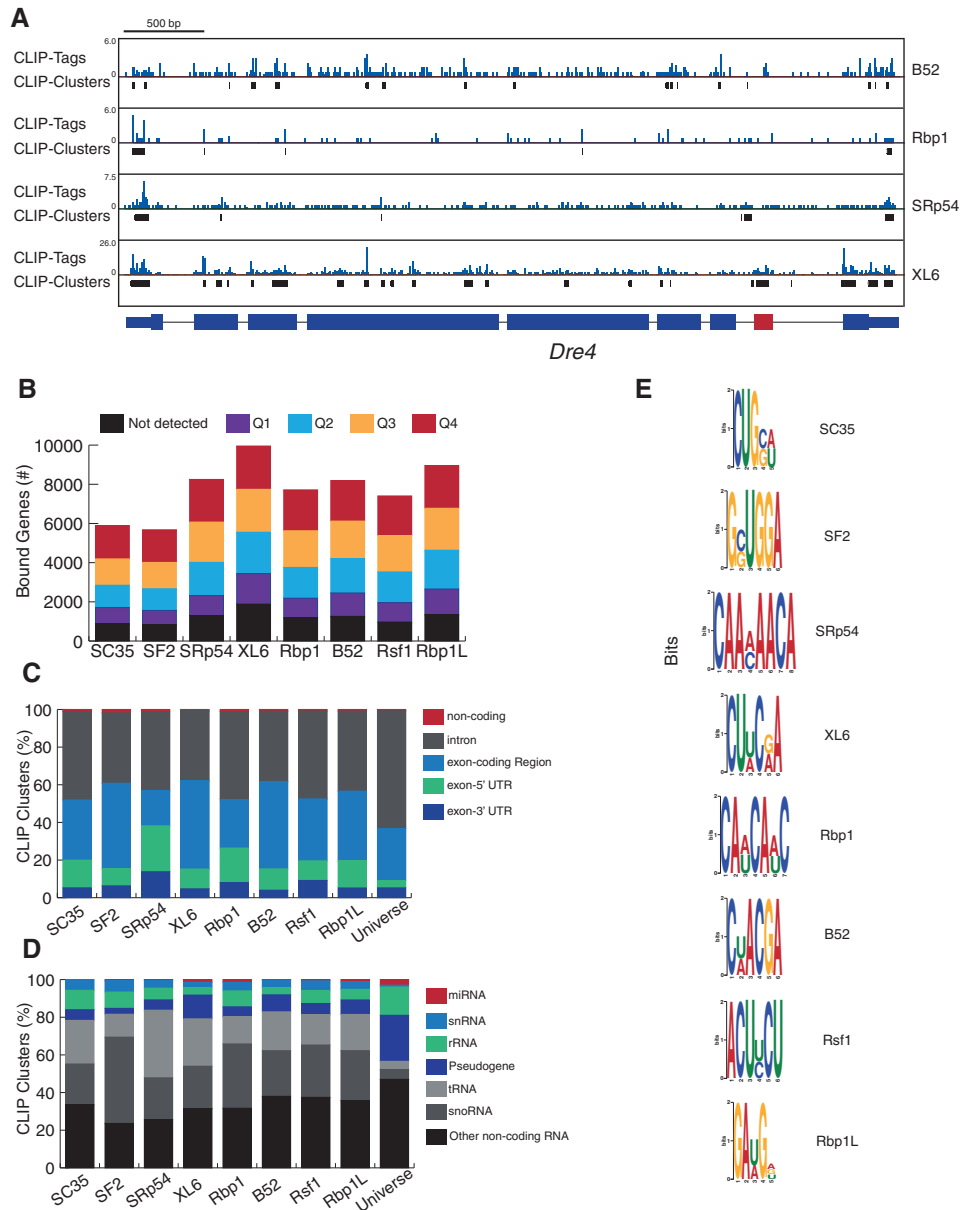 A
500 bp
6.0
CLIP-Tags
0
CLIP-Clusters
B52
6.0
CLIP-Tags
0
CLIP-Clusters
Rbp1
7.5
CLIP-Tags
0
CLIP-Clusters
SRp54
26.0
CLIP-Tags
0
CLIP-Clusters
XL6
Dre4
B
Not detected
Q1
Q2
Q3
Q4
Bound Genes (#)
10000
8000
6000
4000
2000
0
SC35
SF2
SRp54
XL6
Rbp1
B52
Rsf1
Rbp1L
C
CLIP Clusters (%)
100
80
60
40
20
0
SC35
SF2
SRp54
XL6
Rbp1
B52
Rsf1
Rbp1L
Universe
non-coding
intron
exon-coding Region
exon-5' UTR
exon-3' UTR
D
CLIP Clusters (%)
100
80
60
40
20
0
SC35
SF2
SRp54
XL6
Rbp1
B52
Rsf1
Rbp1L
Universe
miRNA
snRNA
rRNA
Pseudogene
tRNA
snoRNA
Other non-coding RNA
E
Bits
SC35
SF2
SRp54
XL6
Rbp1
B52
Rsf1
Rbp1L